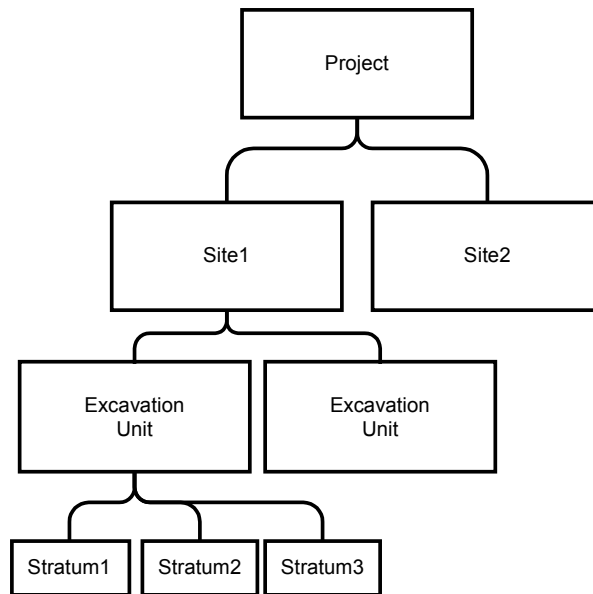 Project
Site1
Site2
Excavation
Unit
Excavation
Unit
Stratum1
Stratum2
Stratum3